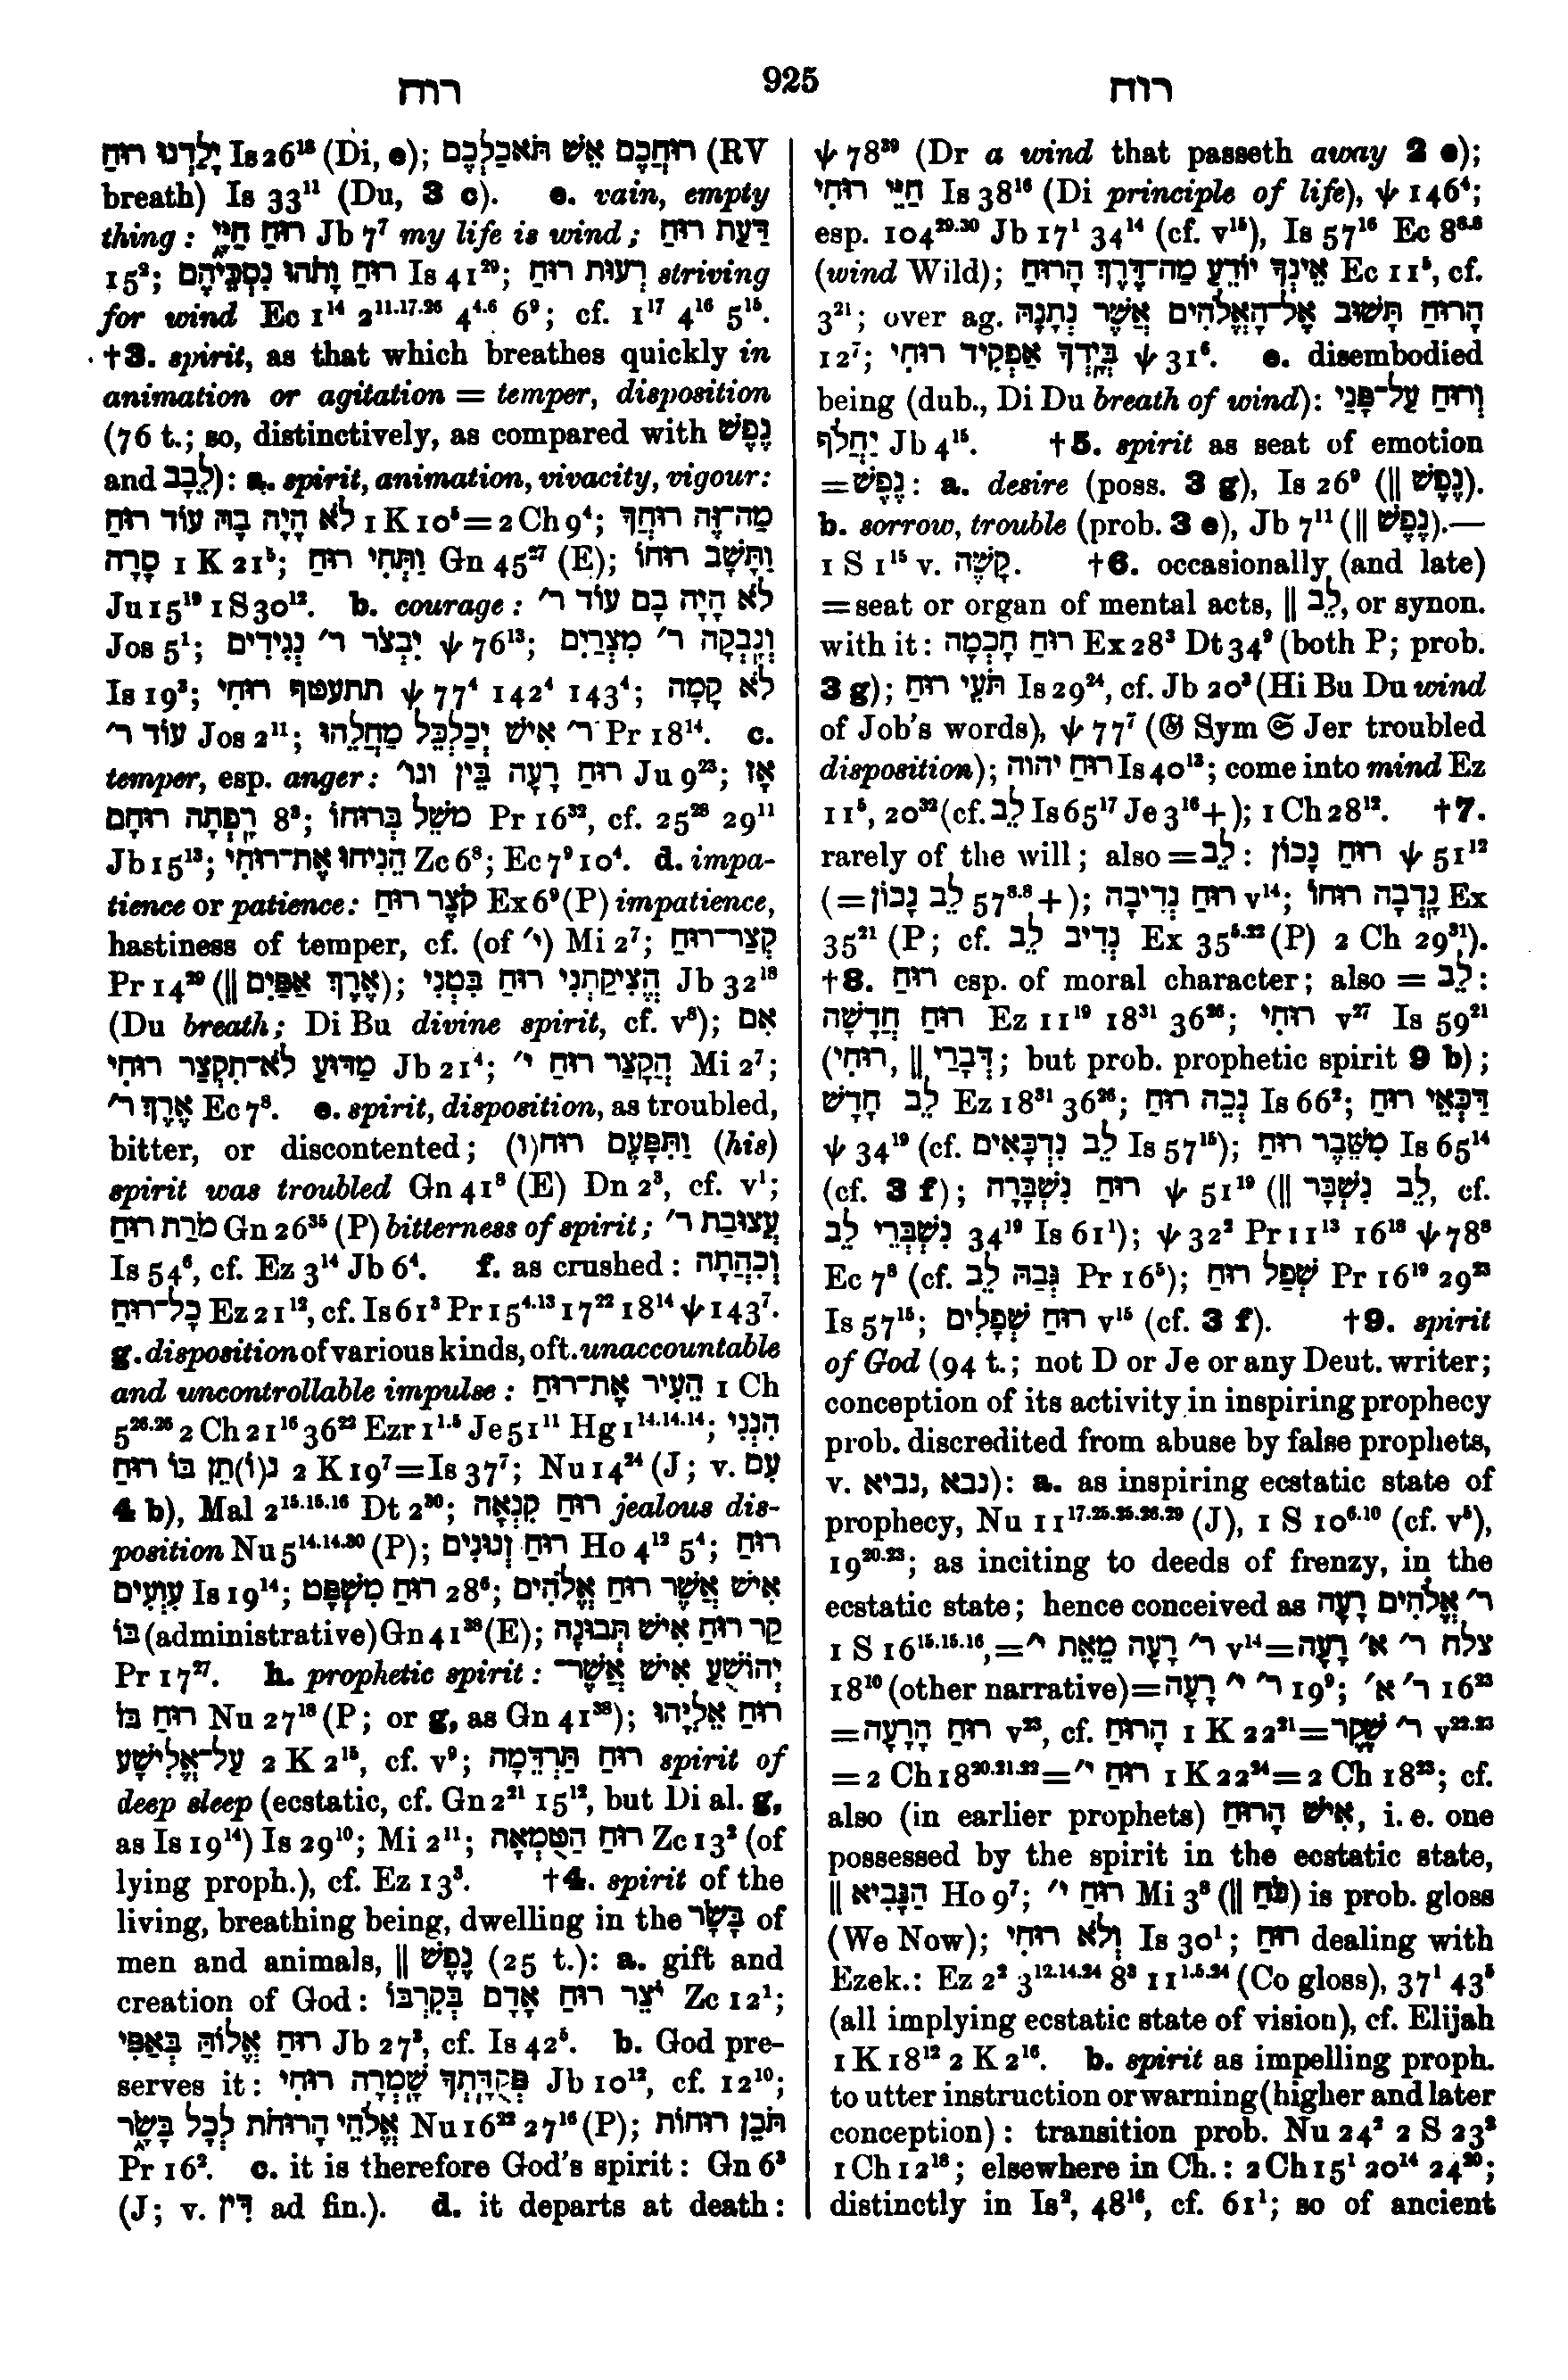 רוח
925
רוח
יָלַדְנוּ רוּחַ Is 26¹⁸ (Di, e); רוּחֲכֶם אֵשׁ תֹּאכַלְכֶם (RV
breath) Is 33¹¹ (Du, 3 c). e. vain, empty
thing: רוּחַ חַיָּ֑י Jb 7⁷ my life is wind; דַּעַת רוּחַ
15²; רוּחַ וָתֹהוּ נִסְכֵּיהֶם Is 41²⁹; רְעוּת רוּחַ striving
for wind Ec 1¹⁴ 2¹¹·¹⁷·²⁶ 4⁴·⁶ 6⁹; cf. 1¹⁷ 4¹⁶ 5¹⁵.
†3. spirit, as that which breathes quickly in
animation or agitation = temper, disposition
(76 t.; so, distinctively, as compared with נֶפֶשׁ
and לֵבָב): a. spirit, animation, vivacity, vigour:
לֹא הָיָה בָהּ עוֹד רוּחַ 1 K 10⁵ = 2 Ch 9⁴; מַה־זֶּה רוּחֲךָ
סָרָה 1 K 21⁵; וַתְּחִי רוּחַ Gn 45²⁷ (E); וַתָּשָׁב רוּחוֹ
Ju 15¹⁹ 1 S 30¹². b. courage: לֹא הָיָה בָם עוֹד ר׳
Jos 5¹; יִבְצֹר ר׳ נְגִידִים ψ 76¹³; וְנָבְקָה ר׳ מִצְרַיִם
Is 19³; תתעטף רוּחִי ψ 77⁴ 142⁴ 143⁴; לֹא קָמָה
עוֹד ר׳ Jos 2¹¹; ר׳ אִישׁ יְכַלְכֵּל מַחֲלֵהוּ Pr 18¹⁴. c.
temper, esp. anger: רוּחַ רָעָה בֵּין וגו׳ Ju 9²³; אָז
רָפְתָה רוּחָם 8³; מֹשֵׁל בְּרוּחוֹ Pr 16³², cf. 25²⁸ 29¹¹
Jb 15¹³; הֵנִיחוּ אֶת־רוּחִי Zc 6⁸; Ec 7⁹ 10⁴. d. impa-
tience or patience: קֹצֶר רוּחַ Ex 6⁹ (P) impatience,
hastiness of temper, cf. (of י׳) Mi 2⁷; קְצַר־רוּחַ
Pr 14²⁹ (‖ אֶרֶךְ אַפַּיִם); הֱצִיקַתְנִי רוּחַ בִּטְנִי Jb 32¹⁸
(Du breath; Di Bu divine spirit, cf. v⁸); אִם
מַדּוּעַ לֹא־תִקְצַר רוּחִי Jb 21⁴; הֲקָצַר רוּחַ י׳ Mi 2⁷;
אֶרֶךְ ר׳ Ec 7⁸. e. spirit, disposition, as troubled,
bitter, or discontented; וַתִּפָּעֶם רוּח(וֹ) (his)
spirit was troubled Gn 41⁸ (E) Dn 2³, cf. v¹;
מֹרַת רוּחַ Gn 26³⁵ (P) bitterness of spirit; עֲצוּבַת ר׳
Is 54⁶, cf. Ez 3¹⁴ Jb 6⁴. f. as crushed: וְכִהֲתָה
כָל־רוּחַ Ez 21¹², cf. Is 61³ Pr 15⁴·¹³ 17²² 18¹⁴ ψ 143⁷.
g. disposition of various kinds, oft. unaccountable
and uncontrollable impulse: הֵעִיר אֶת־רוּחַ 1 Ch
5²⁶·²⁶ 2 Ch 21¹⁶ 36²² Ezr 1¹·⁵ Je 51¹¹ Hg 1¹⁴·¹⁴·¹⁴; הִנְנִי
נ(וֹ)תֵן בּוֹ רוּחַ 2 K 19⁷ = Is 37⁷; Nu 14²⁴ (J; v. עִם
4 b), Mal 2¹⁵·¹⁵·¹⁶ Dt 2³⁰; רוּחַ קִנְאָה jealous dis-
position Nu 5¹⁴·¹⁴·³⁰ (P); רוּחַ זְנוּנִים Ho 4¹² 5⁴; רוּחַ
עִוְעִים Is 19¹⁴; רוּחַ מִשְׁפָּט 28⁶; אִישׁ אֲשֶׁר רוּחַ אֱלֹהִים
בּוֹ (administrative) Gn 41³⁸ (E); קַר רוּחַ אִישׁ תְּבוּנָה
Pr 17²⁷. h. prophetic spirit: יְהוֹשֻׁעַ אִישׁ אֲשֶׁר־
רוּחַ בּוֹ Nu 27¹⁸ (P; or g, as Gn 41³⁸); רוּחַ אֵלִיָּהוּ
עַל־אֱלִישָׁע 2 K 2¹⁵, cf. v⁹; רוּחַ תַּרְדֵּמָה spirit of
deep sleep (ecstatic, cf. Gn 2²¹ 15¹², but Di al. g,
as Is 19¹⁴) Is 29¹⁰; Mi 2¹¹; רוּחַ הַטֻּמְאָה Zc 13² (of
lying proph.), cf. Ez 13³. †4. spirit of the
living, breathing being, dwelling in the בָּשָׂר of
men and animals, ‖ נֶפֶשׁ (25 t.): a. gift and
creation of God: יֹצֵר רוּחַ אָדָם בְּקִרְבּוֹ Zc 12¹;
רוּחַ אֱלוֹהַּ בְּאַפִּי Jb 27³, cf. Is 42⁵. b. God pre-
serves it: פְּקֻדָּתְךָ שָׁמְרָה רוּחִי Jb 10¹², cf. 12¹⁰;
אֱלֹהֵי הָרוּחֹת לְכָל בָּשָׂ֑ר Nu 16²² 27¹⁶ (P); תֹּכֵן רוּחוֹת
Pr 16². c. it is therefore God's spirit: Gn 6³
(J; v. דִּין ad fin.). d. it departs at death:
ψ 78³⁹ (Dr a wind that passeth away 2 e);
חַיֵּי רוּחִי Is 38¹⁶ (Di principle of life), ψ 146⁴;
esp. 104²⁹·³⁰ Jb 17¹ 34¹⁴ (cf. v¹⁵), Is 57¹⁶ Ec 8⁸·⁸
(wind Wild); אֵינְךָ יוֹדֵעַ מַה־דֶּרֶךְ הָרוּחַ Ec 11⁵, cf.
3²¹; over ag. הָרוּחַ תָּשׁוּב אֶל־הָאֱלֹהִים אֲשֶׁר נְתָנָהּ
12⁷; בְּיָדְךָ אַפְקִיד רוּחִי ψ 31⁶. e. disembodied
being (dub., Di Du breath of wind): וְרוּחַ עַל־פָּנַי
יַחֲלֹף Jb 4¹⁵. †5. spirit as seat of emotion
= נֶפֶשׁ: a. desire (poss. 3 g), Is 26⁹ (‖ נֶפֶשׁ).
b. sorrow, trouble (prob. 3 e), Jb 7¹¹ (‖ נֶפֶשׁ).—
1 S 1¹⁵ v. קָשֶׁה. †6. occasionally (and late)
= seat or organ of mental acts, ‖ לֵב, or synon.
with it: רוּחַ חָכְמָה Ex 28³ Dt 34⁹ (both P; prob.
3 g); תֹּעֵי רוּחַ Is 29²⁴, cf. Jb 20³ (Hi Bu Du wind
of Job's words), ψ 77⁷ (𝔊 Sym 𝔖 Jer troubled
disposition); רוּחַ יהוה Is 40¹³; come into mind Ez
11⁵, 20³² (cf. לֵב Is 65¹⁷ Je 3¹⁶ +); 1 Ch 28¹². †7.
rarely of the will; also = לֵב: רוּחַ נָכוֹן ψ 51¹²
(= לֵב נָכוֹן 57⁸·⁸ +); רוּחַ נְדִיבָה v¹⁴; נָדְבָה רוּחוֹ Ex
35²¹ (P; cf. נְדִיב לֵב Ex 35⁵·²² (P) 2 Ch 29³¹).
†8. רוּחַ esp. of moral character; also = לֵב:
רוּחַ חֲדָשָׁה Ez 11¹⁹ 18³¹ 36²⁶; רוּחִי v²⁷ Is 59²¹
(רוּחִי, ‖ דְּבָרַי; but prob. prophetic spirit 9 b);
לֵב חָדָשׁ Ez 18³¹ 36²⁶; נְכֵה רוּחַ Is 66²; דַּכְּאֵי רוּחַ
ψ 34¹⁹ (cf. לֵב נִדְכָּאִים Is 57¹⁵); שֶׁבֶר רוּחַ Is 65¹⁴
(cf. 3 f); רוּחַ נִשְׁבָּרָה ψ 51¹⁹ (‖ לֵב נִשְׁבָּר, cf.
נִשְׁבְּרֵי לֵב 34¹⁹ Is 61¹); ψ 32² Pr 11¹³ 16¹⁸ ψ 78⁸
Ec 7⁸ (cf. גְּבַהּ לֵב Pr 16⁵); שְׁפַל רוּחַ Pr 16¹⁹ 29²³
Is 57¹⁵; רוּחַ שְׁפָלִים v¹⁵ (cf. 3 f). †9. spirit
of God (94 t.; not D or Je or any Deut. writer;
conception of its activity in inspiring prophecy
prob. discredited from abuse by false prophets,
v. נבא, נביא): a. as inspiring ecstatic state of
prophecy, Nu 11¹⁷·²⁵·²⁵·²⁶·²⁹ (J), 1 S 10⁶·¹⁰ (cf. v⁵),
19²⁰·²³; as inciting to deeds of frenzy, in the
ecstatic state; hence conceived as ר׳ אֱלֹהִים רָעָה
1 S 16¹⁵·¹⁵·¹⁶, = ר׳ רָעָה מֵאֵת י׳ v¹⁴ = צלח ר׳ א׳ רָעָה
18¹⁰ (other narrative) = ר׳ י׳ רָעָה 19⁹; ר׳ א׳ 16²³
= רוּחַ הָרָעָה v²³, cf. הָרוּחַ 1 K 22²¹ = ר׳ שֶׁקֶר v²²·²³
= 2 Ch 18²⁰·²¹·²² = רוּחַ י׳ 1 K 22²⁴ = 2 Ch 18²³; cf.
also (in earlier prophets) אִישׁ הָרוּחַ, i. e. one
possessed by the spirit in the ecstatic state,
‖ הַנָּבִיא Ho 9⁷; רוּחַ י׳ Mi 3⁸ (‖ כֹּחַ) is prob. gloss
(We Now); וְלֹא רוּחִי Is 30¹; רוּחַ dealing with
Ezek.: Ez 2² 3¹²·¹⁴·²⁴ 8³ 11¹·⁵·²⁴ (Co gloss), 37¹ 43⁵
(all implying ecstatic state of vision), cf. Elijah
1 K 18¹² 2 K 2¹⁶. b. spirit as impelling proph.
to utter instruction or warning (higher and later
conception): transition prob. Nu 24² 2 S 23²
1 Ch 12¹⁸; elsewhere in Ch.: 2 Ch 15¹ 20¹⁴ 24²⁰;
distinctly in Is², 48¹⁶, cf. 61¹; so of ancient